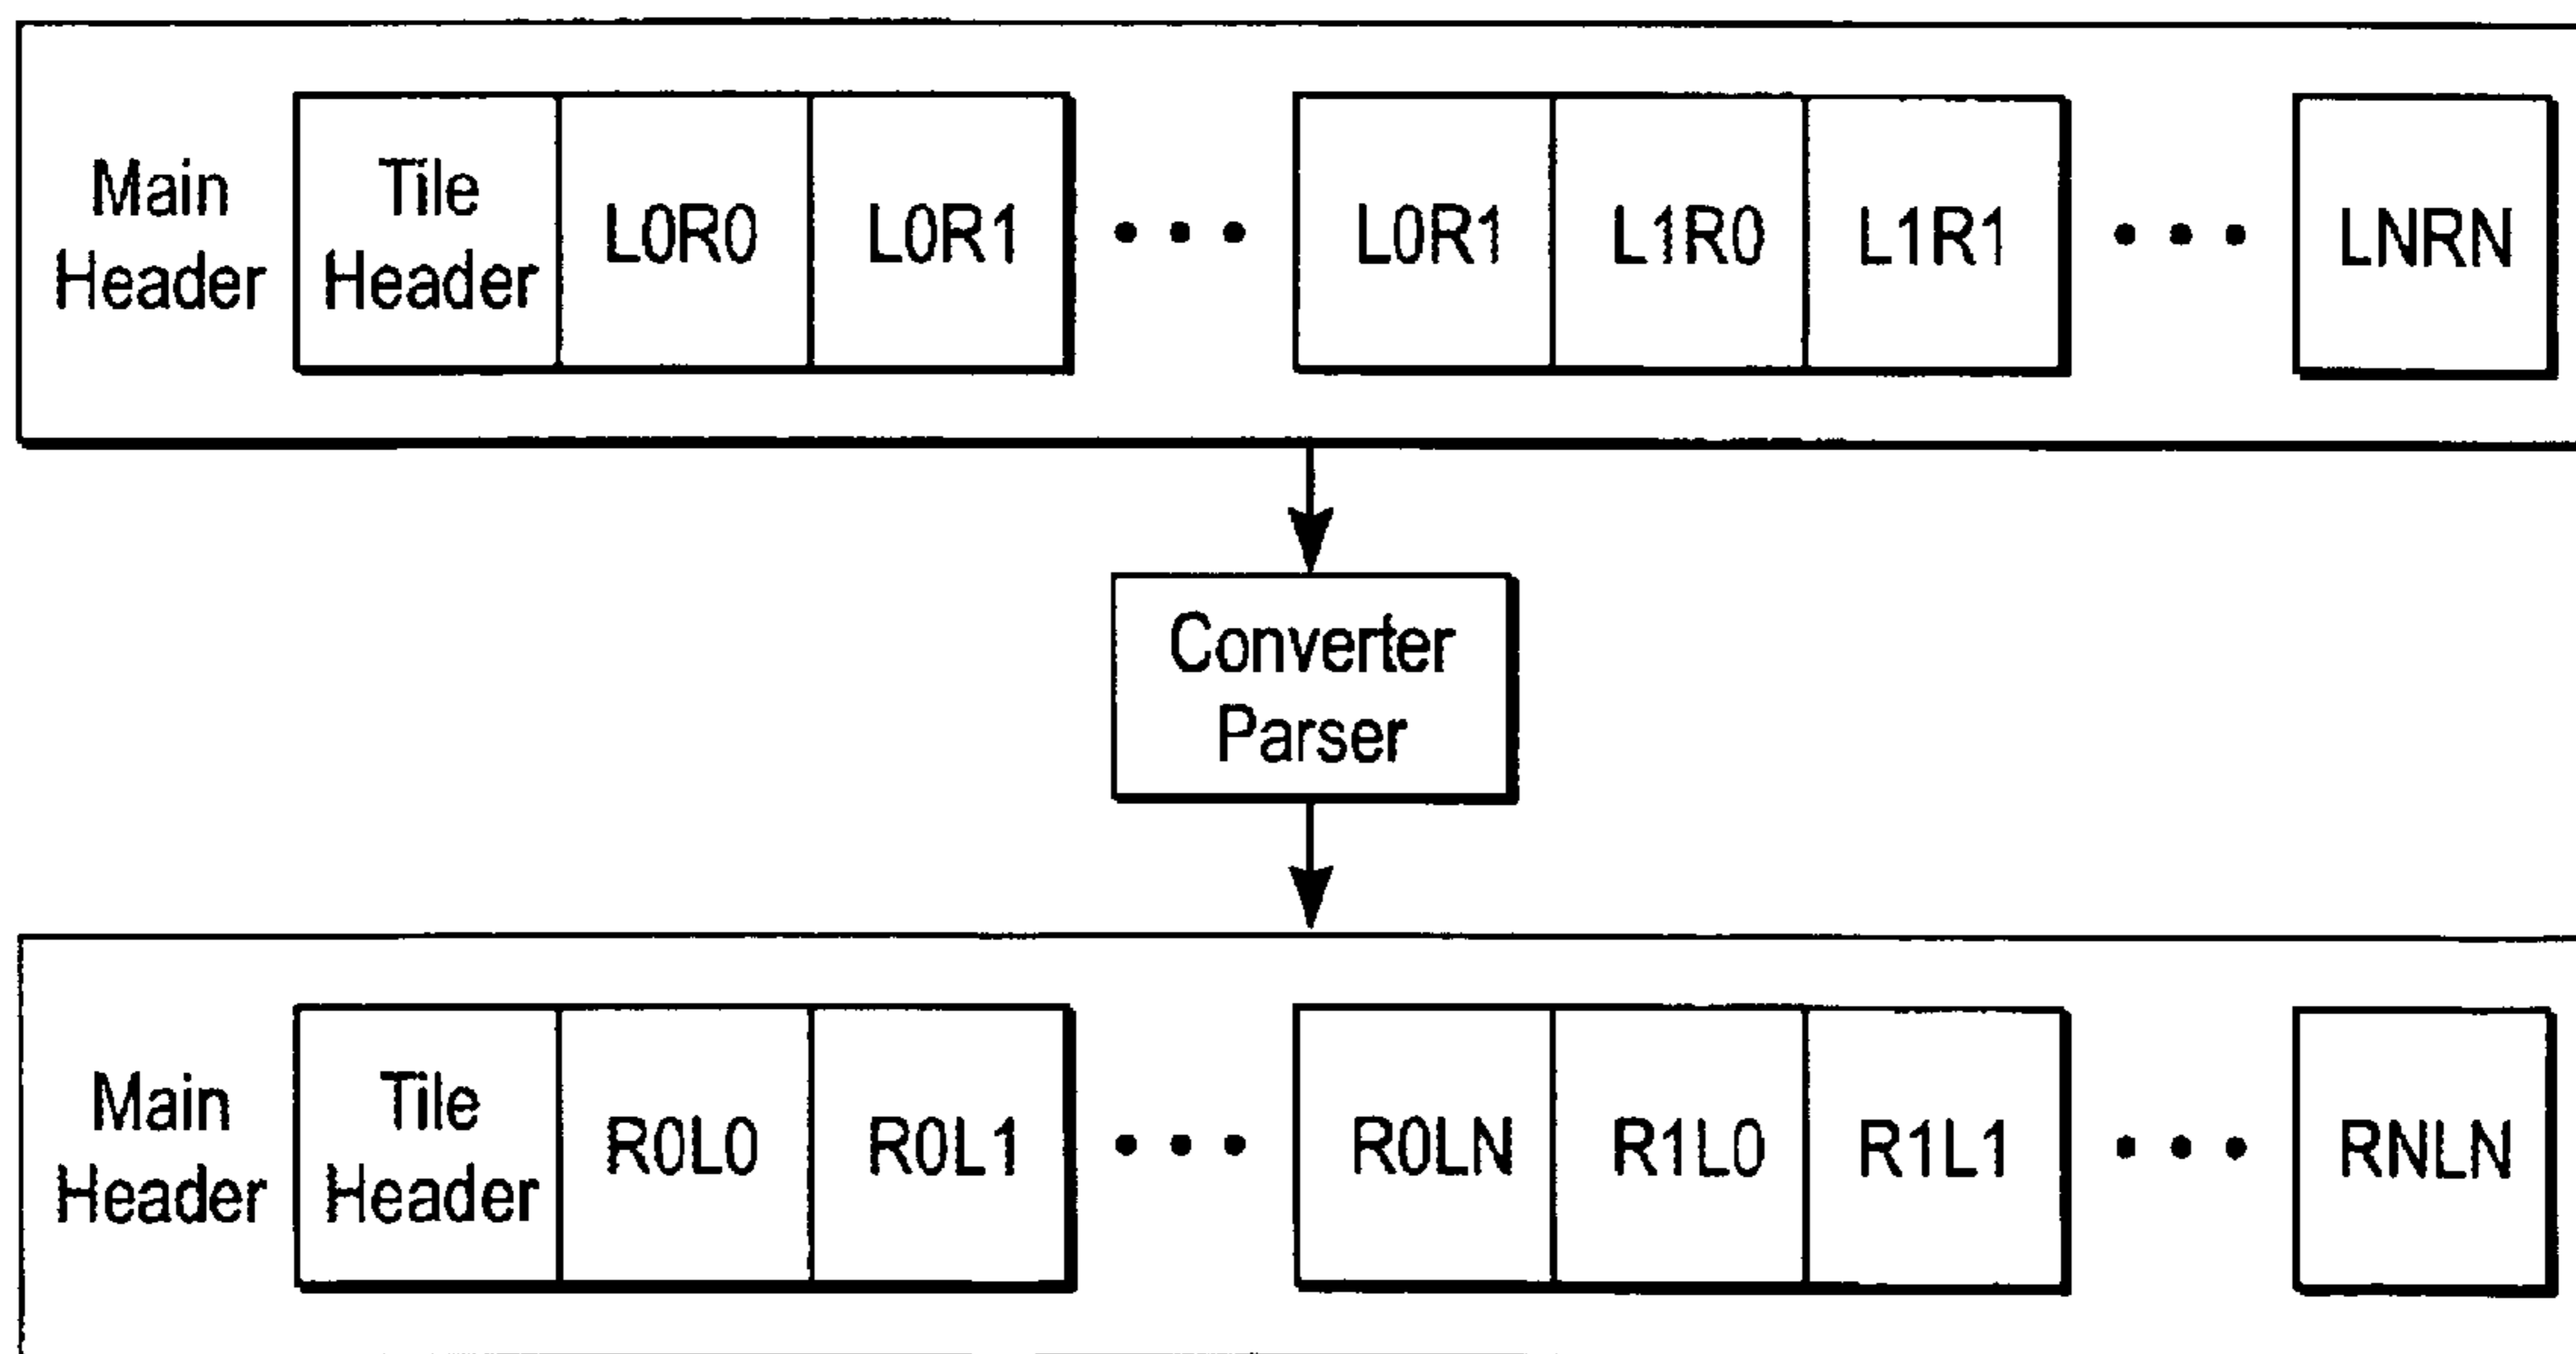 Main
Header
Tile
Header
L0R0
L0R1
• • •
L0R1
L1R0
L1R1
• • •
LNRN
Converter
Parser
Main
Header
Tile
Header
R0L0
R0L1
• • •
R0LN
R1L0
R1L1
• • •
RNLN